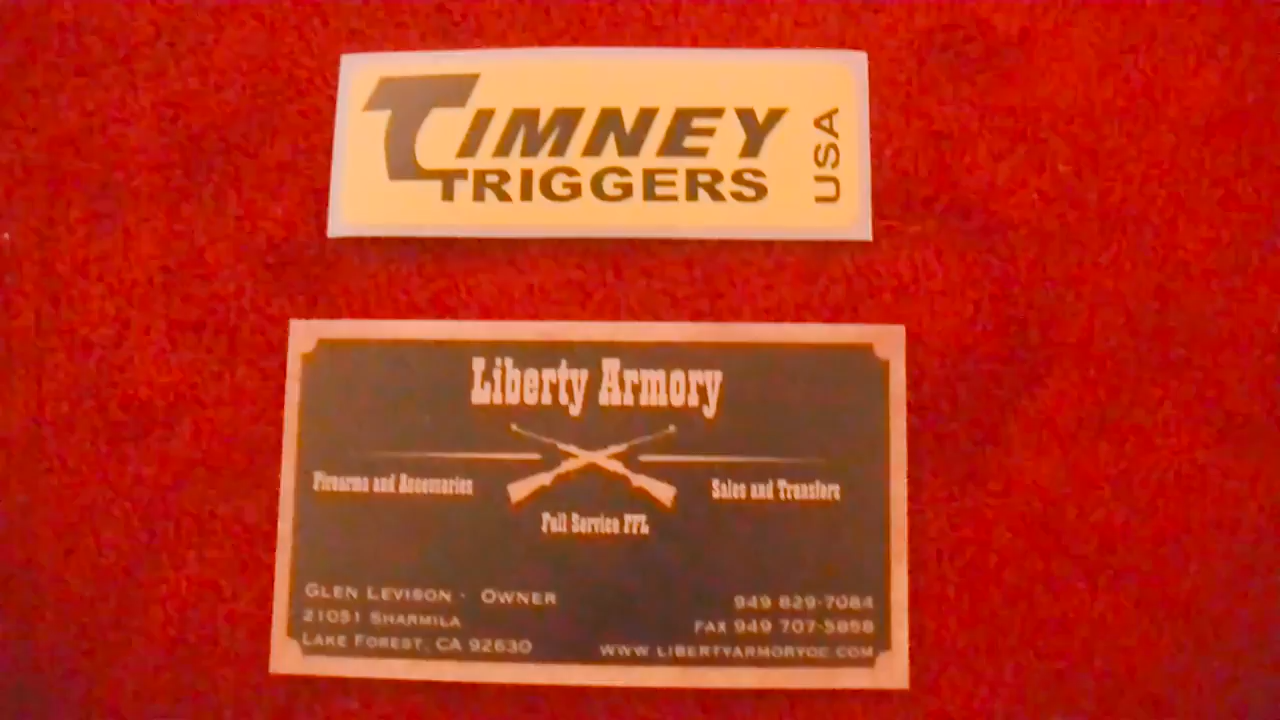 TIMNEY
TRIGGERS
USA
Liberty Armory
Firearms and Accessories
Sales and Transfers
Full Service FFL
GLEN LEVISON - OWNER
949 829-7084
21051 SHARMILA
FAX 949 707-5858
LAKE FOREST, CA 92630
WWW.LIBERTYARMORYOC.COM